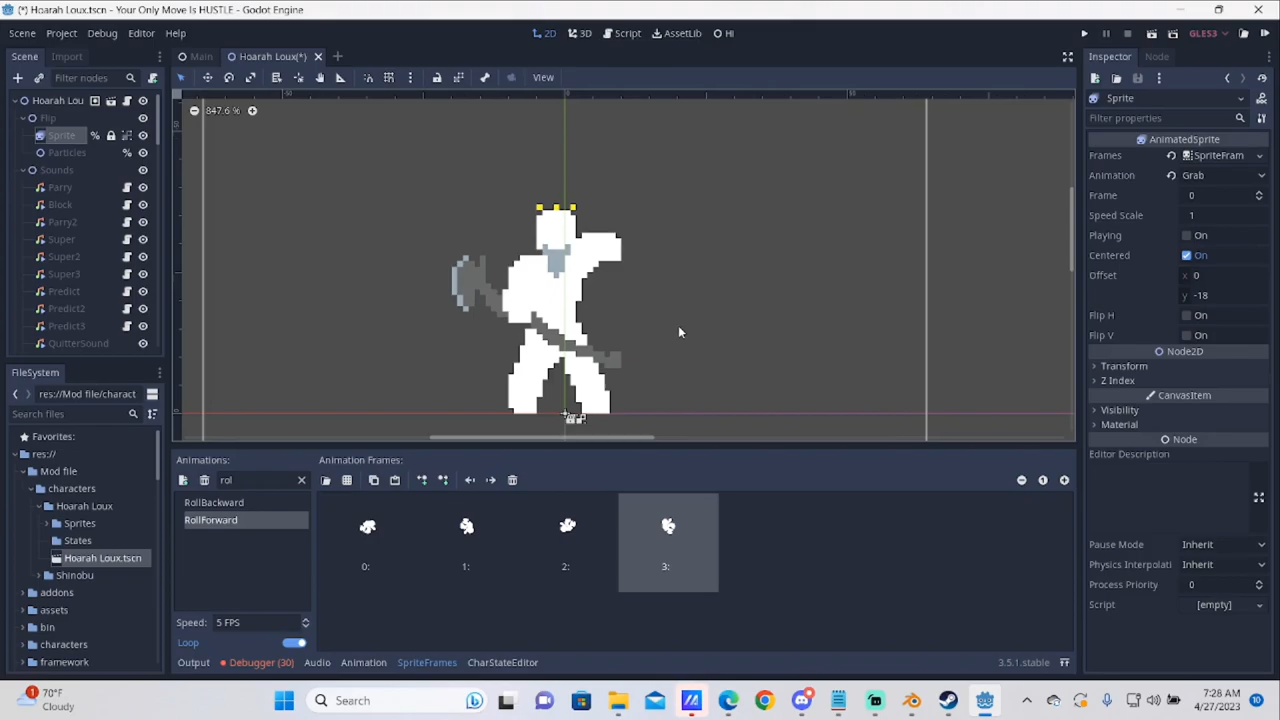 (*) Hoarah Loux.tscn - Your Only Move Is HUSTLE - Godot Engine
Scene Project Debug Editor Help
2D 3D Script AssetLib HI
GLES3
Scene Import
Main Hoarah Loux(*)
Inspector Node
Filter nodes
View
Hoarah Lou
Flip
Sprite
Particles
Sounds
Parry
Block
Parry2
Super
Super2
Super3
Predict
Predict2
Predict3
QuitterSound
847.6 %
Sprite
Filter properties
AnimatedSprite
Frames SpriteFram
Animation Grab
Frame 0
Speed Scale 1
Playing On
Centered On
Offset x 0
y -18
Flip H On
Flip V On
Node2D
Transform
Z Index
CanvasItem
Visibility
Material
Node
Editor Description
Pause Mode Inherit
Physics Interpolati Inherit
Process Priority 0
Script [empty]
FileSystem
res://Mod file/charact
Search files
Favorites:
res://
Mod file
characters
Hoarah Loux
Sprites
States
Hoarah Loux.tscn
Shinobu
addons
assets
bin
characters
framework
Animations: Animation Frames:
rol
RollBackward
RollForward
0: 1: 2: 3:
Speed: 5 FPS
Loop
Output Debugger (30) Audio Animation SpriteFrames CharStateEditor 3.5.1.stable
1
70°F
Cloudy
Search
7:28 AM
4/27/2023
10